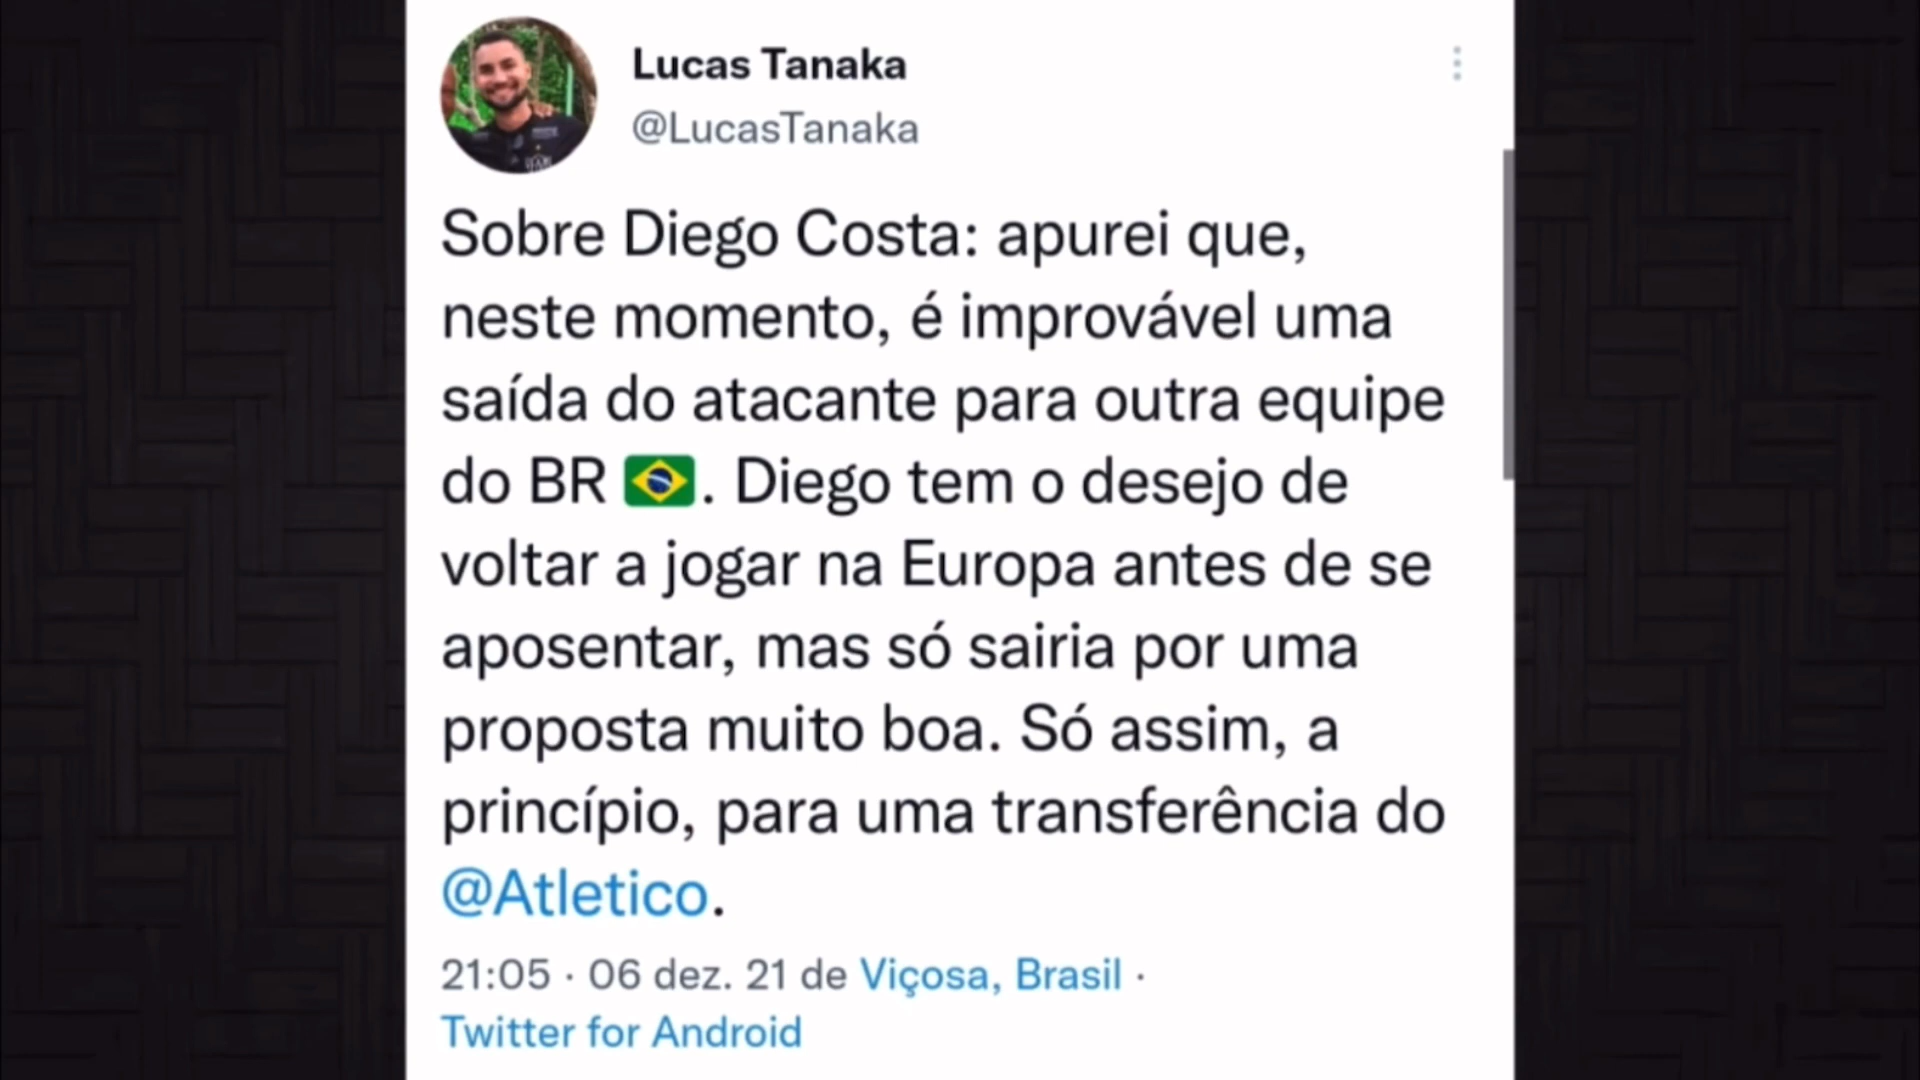 Lucas Tanaka
@LucasTanaka
Sobre Diego Costa: apurei que,
neste momento, é improvável uma
saída do atacante para outra equipe
do BR 🇧🇷. Diego tem o desejo de
voltar a jogar na Europa antes de se
aposentar, mas só sairia por uma
proposta muito boa. Só assim, a
princípio, para uma transferência do
@Atletico.
21:05 · 06 dez. 21 de Viçosa, Brasil ·
Twitter for Android